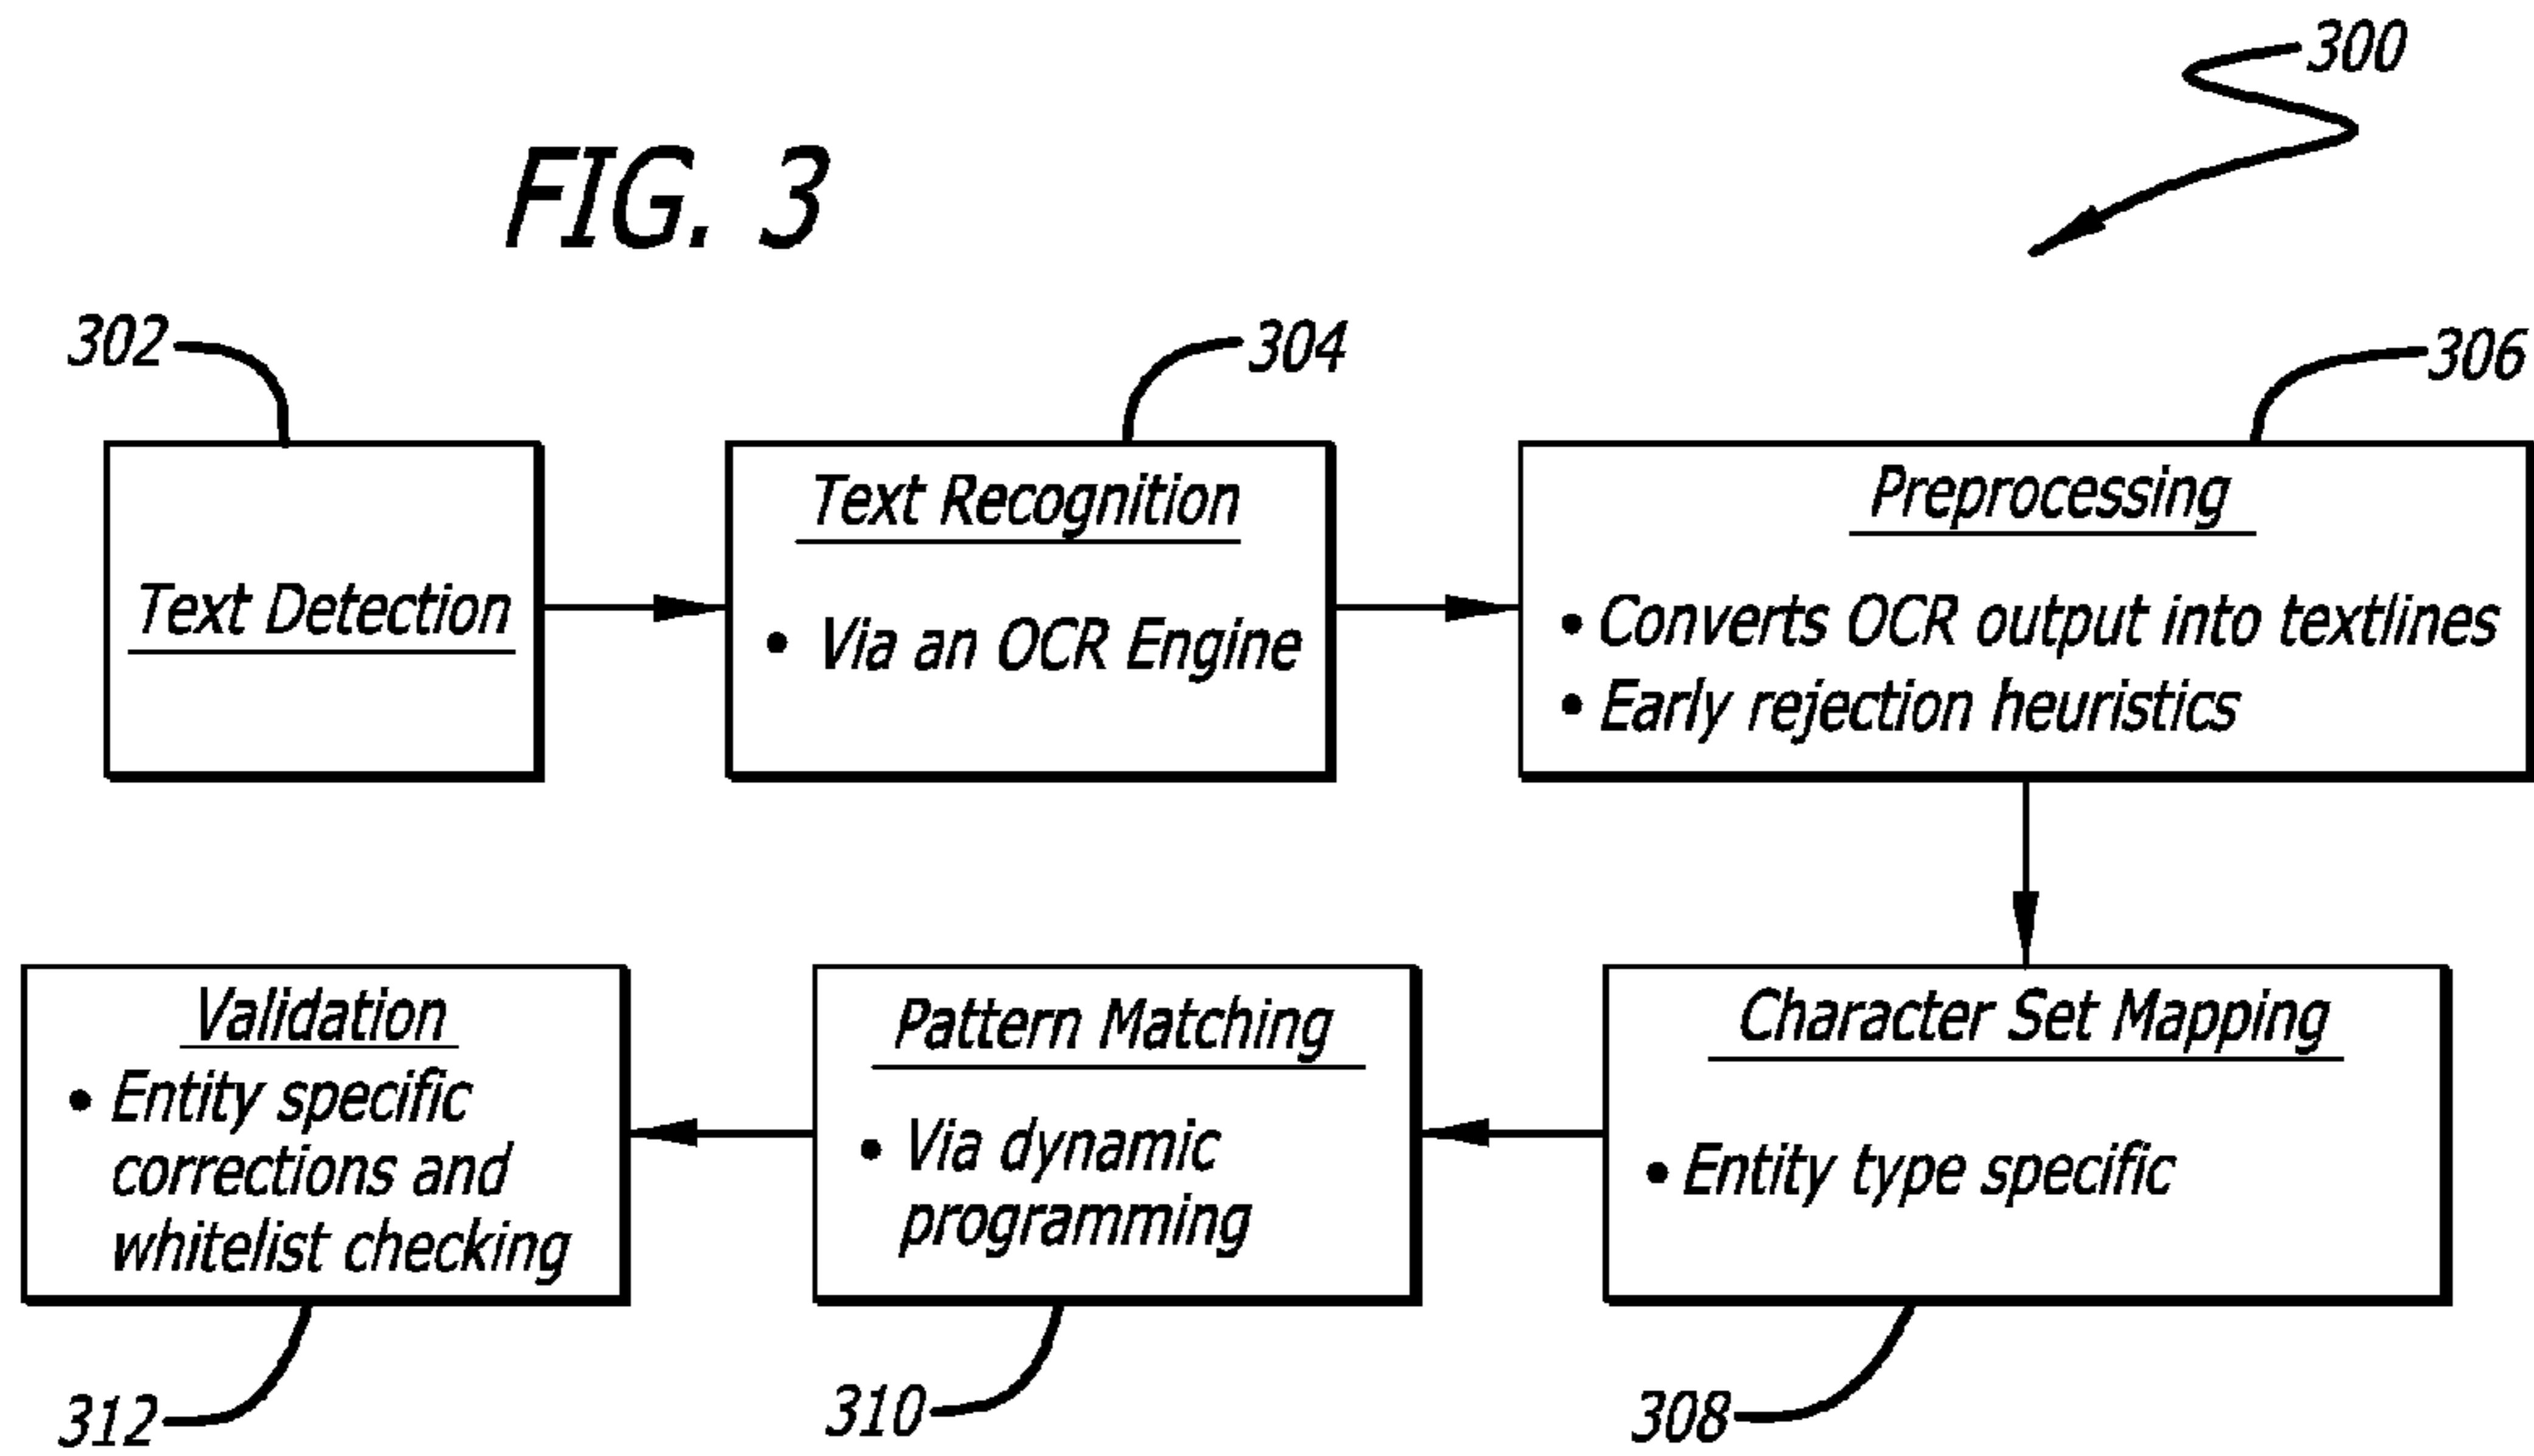 300
FIG. 3
302
304
306
Text Detection
Text Recognition
• Via an OCR Engine
Preprocessing
• Converts OCR output into textlines
• Early rejection heuristics
Validation
• Entity specific
corrections and
whitelist checking
Pattern Matching
• Via dynamic
programming
Character Set Mapping
• Entity type specific
312
310
308